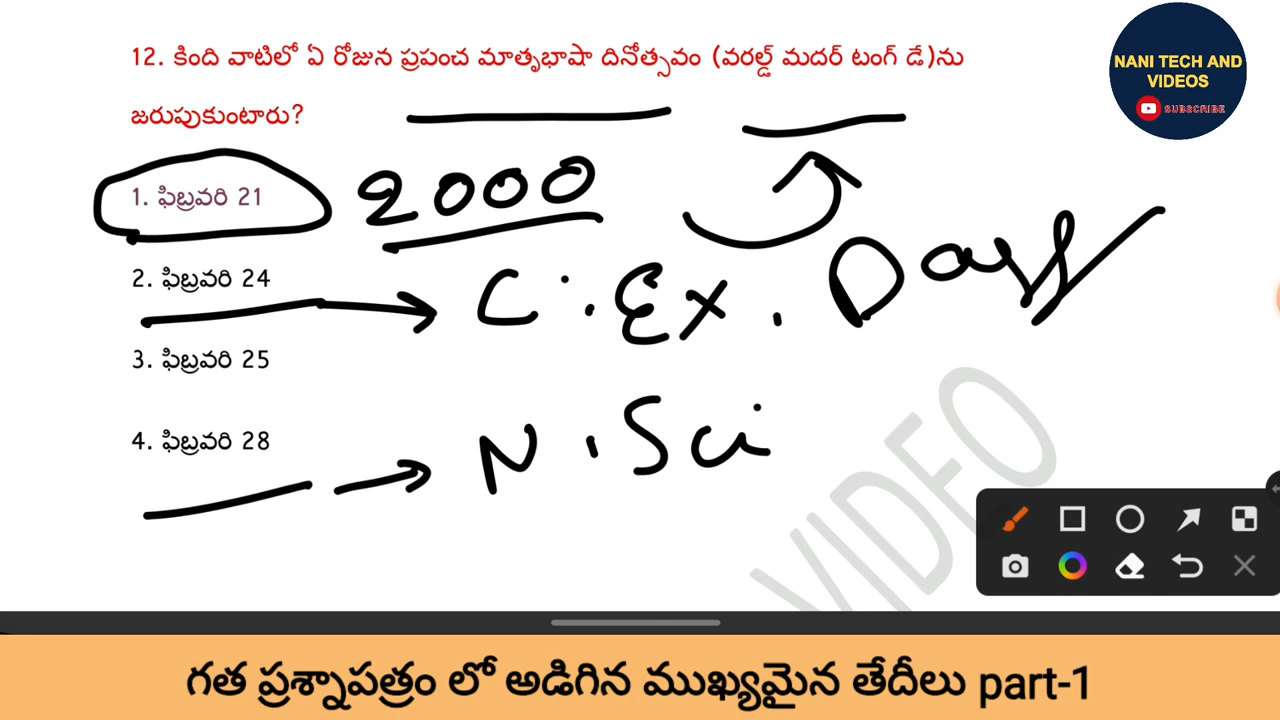 12. కింది వాటిలో ఏ రోజున ప్రపంచ మాతృభాషా దినోత్సవం (వరల్డ్ మదర్ టంగ్ డే)ను
జరుపుకుంటారు?
NANI TECH AND
VIDEOS
SUBSCRIBE
1. ఫిబ్రవరి 21
2000
2. ఫిబ్రవరి 24
C. Ex. Day
3. ఫిబ్రవరి 25
4. ఫిబ్రవరి 28
N. Sci
VIDEO
గత ప్రశ్నాపత్రం లో అడిగిన ముఖ్యమైన తేదీలు part-1